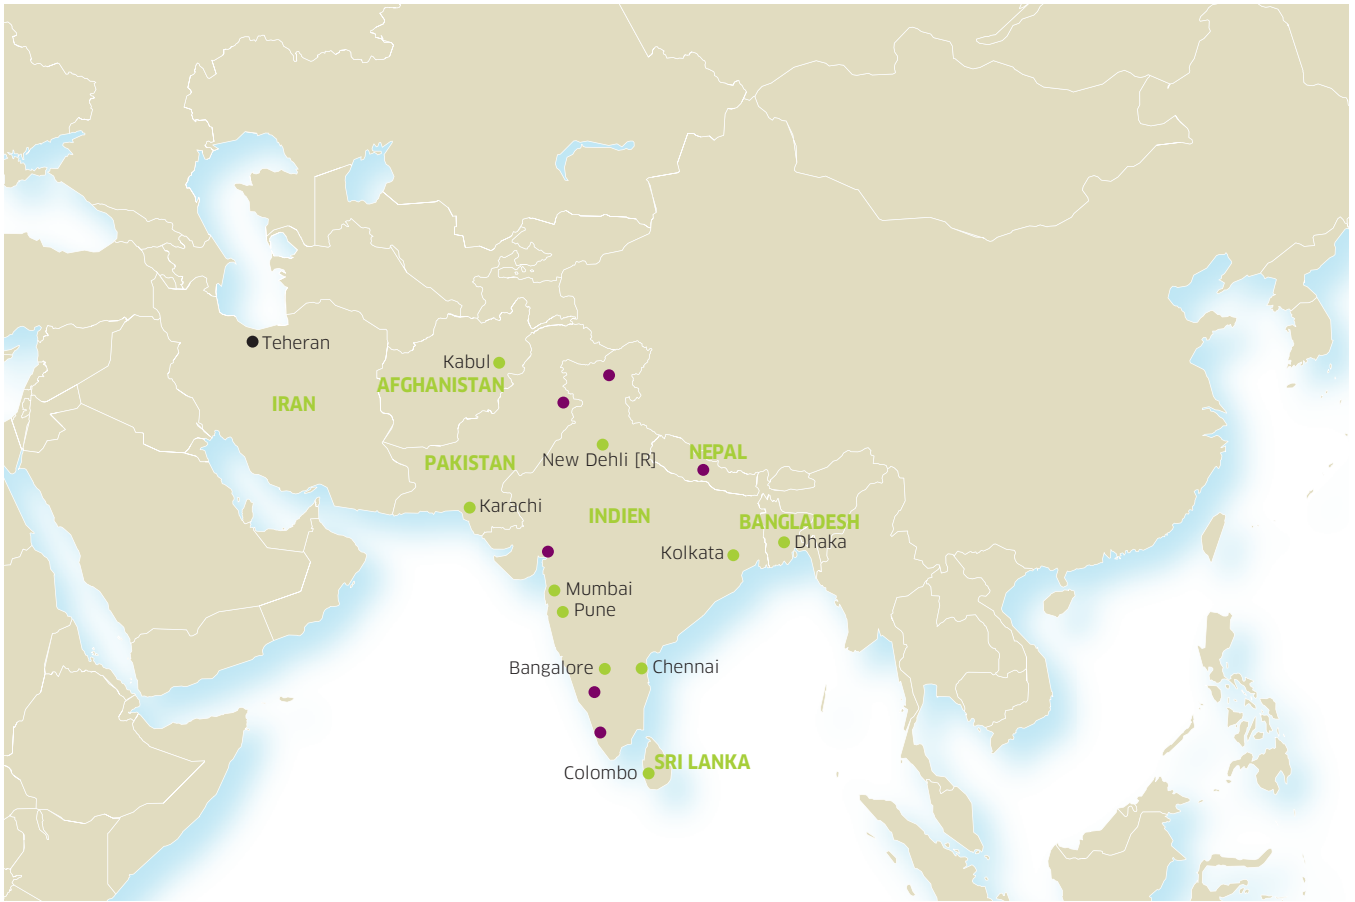 Teheran
Kabul
AFGHANISTAN
IRAN
NEPAL
New Dehli [R]
PAKISTAN
Karachi
INDIEN
BANGLADESH
Dhaka
Kolkata
Mumbai
Pune
Bangalore
Chennai
SRI LANKA
Colombo